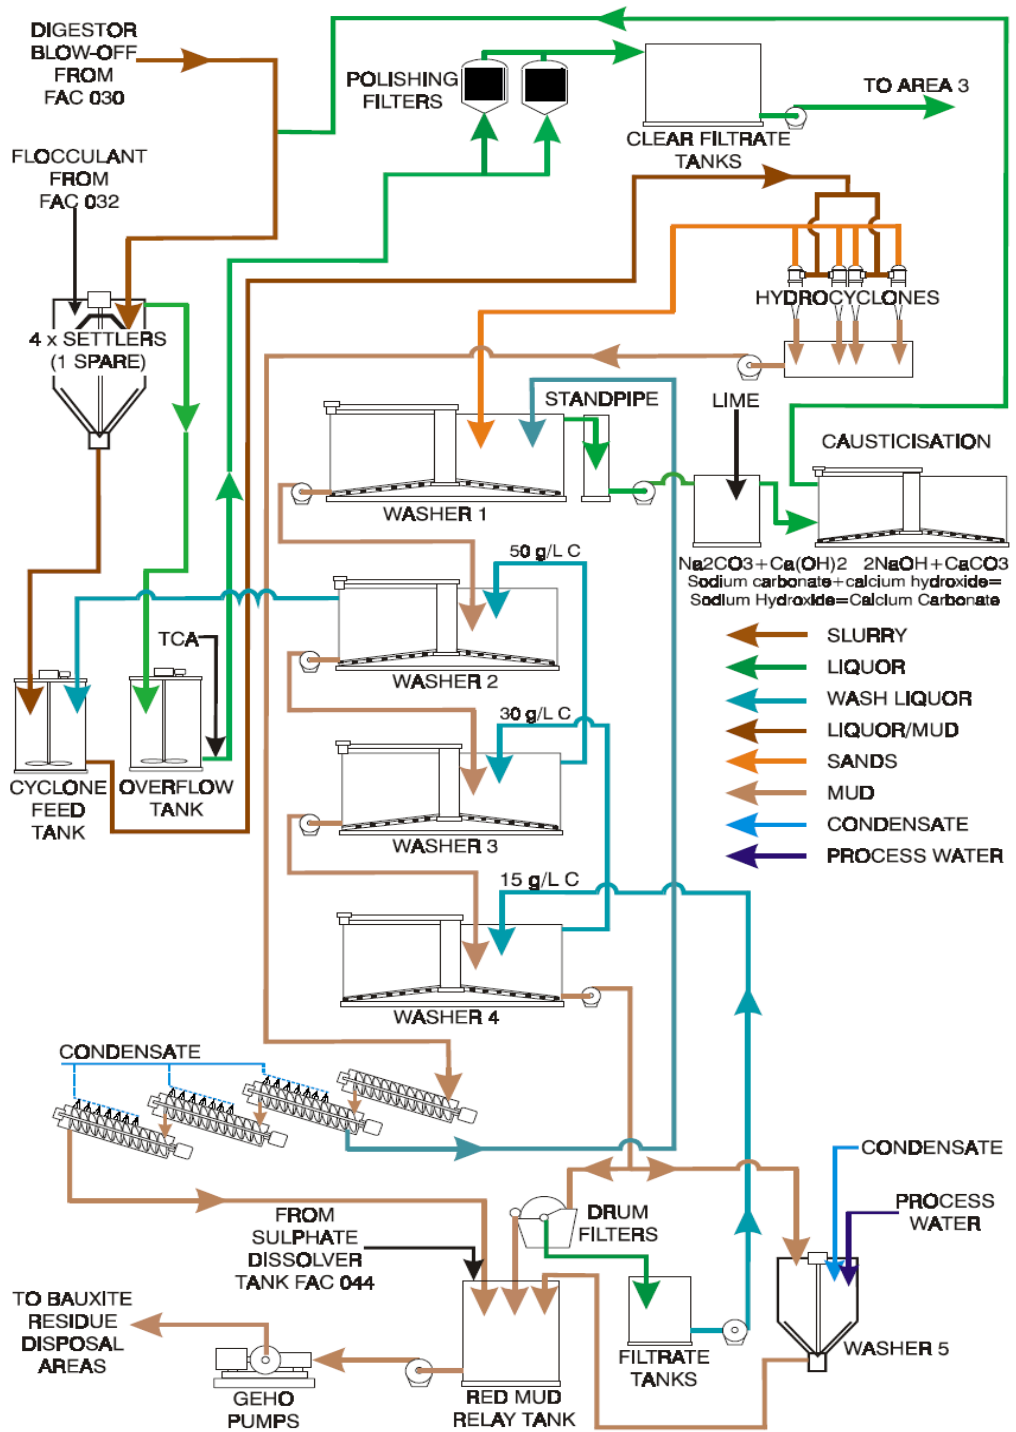 DIGESTOR
BLOW-OFF
FROM
FAC 030
POLISHING
FILTERS
TO AREA 3
CLEAR FILTRATE
TANKS
FLOCCULANT
FROM
FAC 032
HYDROCYCLONES
4 x SETTLERS
(1 SPARE)
STANDPIPE
LIME
CAUSTICISATION
WASHER 1
50 g/L C
Na2CO3+Ca(OH)2 2NaOH+CaCO3
Sodium carbonate+calcium hydroxide=
Sodium Hydroxide=Calcium Carbonate
TCA
WASHER 2
SLURRY
LIQUOR
WASH LIQUOR
LIQUOR/MUD
SANDS
MUD
CONDENSATE
PROCESS WATER
30 g/L C
CYCLONE
FEED
TANK
OVERFLOW
TANK
WASHER 3
15 g/L C
WASHER 4
CONDENSATE
CONDENSATE
PROCESS
WATER
FROM
SULPHATE
DISSOLVER
TANK FAC 044
DRUM
FILTERS
TO BAUXITE
RESIDUE
DISPOSAL
AREAS
WASHER 5
FILTRATE
TANKS
GEHO
PUMPS
RED MUD
RELAY TANK